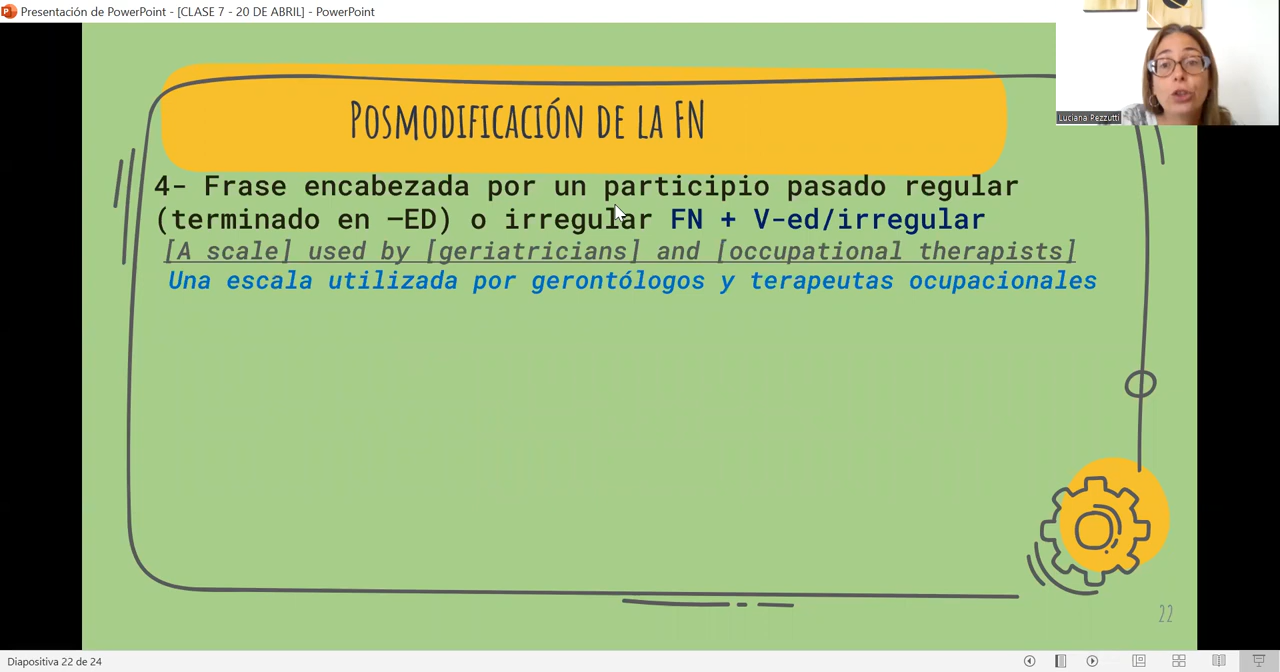 Presentación de PowerPoint - [CLASE 7 - 20 DE ABRIL] - PowerPoint
Luciana Pezzutti
POSMODIFICACIÓN DE LA FN
4- Frase encabezada por un participio pasado regular
(terminado en –ED) o irregular FN + V-ed/irregular
[A scale] used by [geriatricians] and [occupational therapists]
Una escala utilizada por gerontólogos y terapeutas ocupacionales
22
Diapositiva 22 de 24